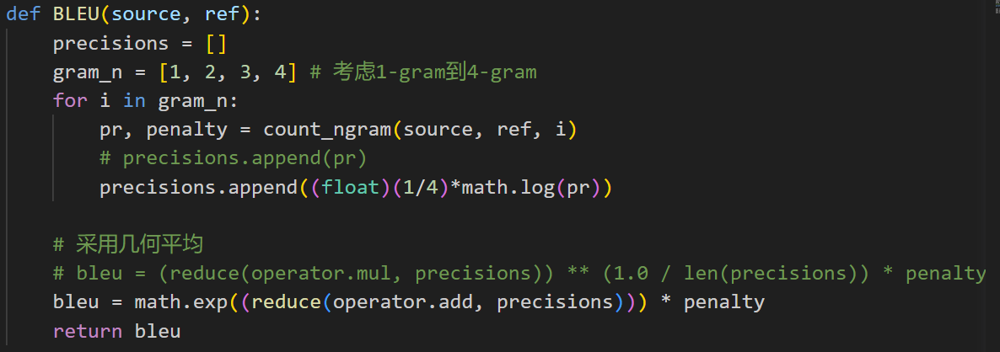 def BLEU(source, ref):
    precisions = []
    gram_n = [1, 2, 3, 4] # 考虑1-gram到4-gram
    for i in gram_n:
        pr, penalty = count_ngram(source, ref, i)
        # precisions.append(pr)
        precisions.append((float)(1/4)*math.log(pr))
    # 采用几何平均
    # bleu = (reduce(operator.mul, precisions)) ** (1.0 / len(precisions)) * penalty
    bleu = math.exp((reduce(operator.add, precisions))) * penalty
    return bleu